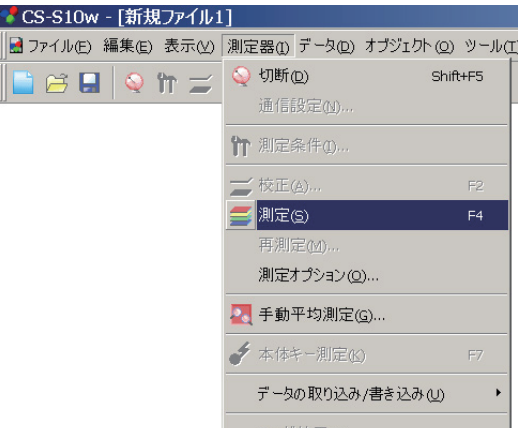 CS-S10w - [新規ファイル1]
ファイル(F) 編集(E) 表示(V) 測定器(I) データ(D) オブジェクト(O) ツール(T
切断(D) Shift+F5
通信設定(N)...
測定条件(I)...
校正(A)... F2
測定(S) F4
再測定(M)...
測定オプション(O)...
手動平均測定(G)...
本体キー測定(K) F7
データの取り込み/書き込み(U)